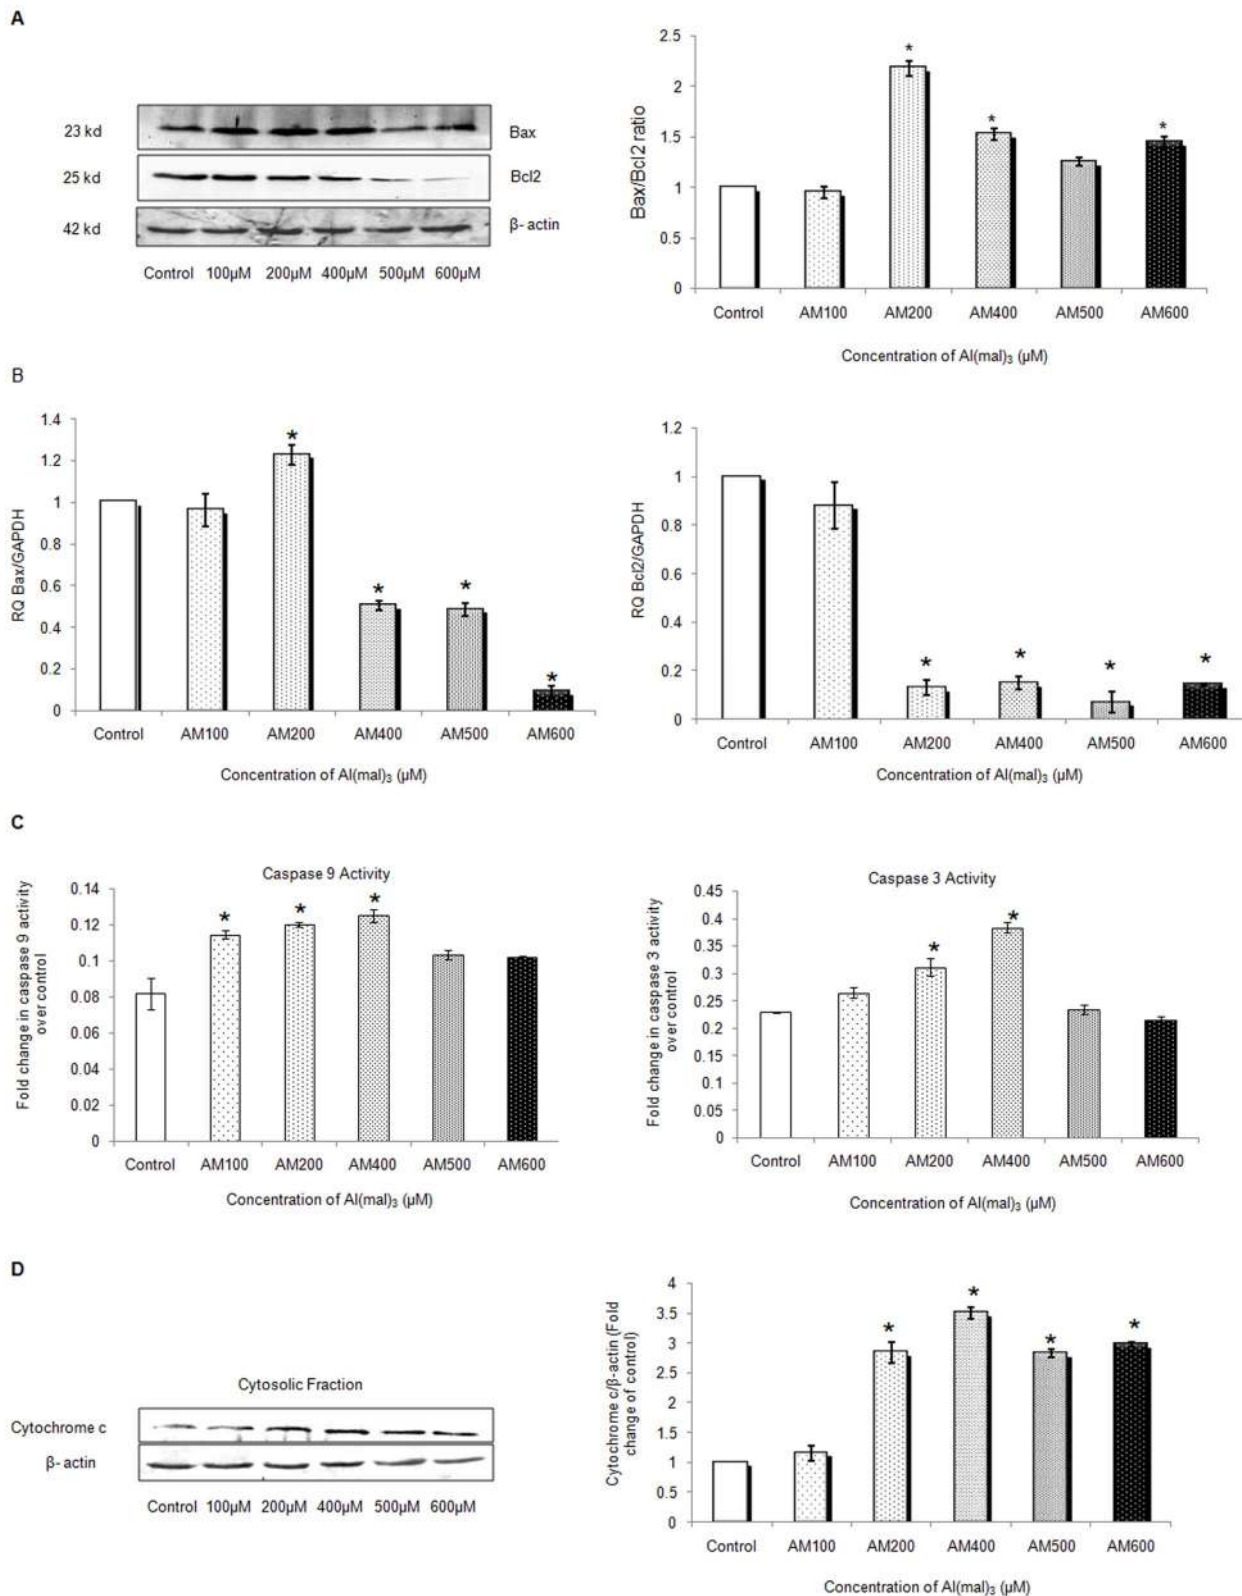 A
23 kd
Bax
25 kd
Bcl2
42 kd
β- actin
Control 100µM 200µM 400µM 500µM 600µM
Bax/Bcl2 ratio
2.5
2
1.5
1
0.5
0
*
*
*
Control AM100 AM200 AM400 AM500 AM600
Concentration of Al(mal)₃ (µM)
B
RQ Bax/GAPDH
1.4
1.2
1
0.8
0.6
0.4
0.2
0
*
*
*
*
Control AM100 AM200 AM400 AM500 AM600
Concentration of Al(mal)₃ (µM)
RQ Bcl2/GAPDH
1.2
1
0.8
0.6
0.4
0.2
0
*
*
*
*
Control AM100 AM200 AM400 AM500 AM600
Concentration of Al(mal)₃ (µM)
C
Caspase 9 Activity
Fold change in caspase 9 activity
over control
0.14
0.12
0.1
0.08
0.06
0.04
0.02
0
*
*
*
Control AM100 AM200 AM400 AM500 AM600
Concentration of Al(mal)₃ (µM)
Caspase 3 Activity
Fold change in caspase 3 activity
over control
0.45
0.4
0.35
0.3
0.25
0.2
0.15
0.1
0.05
0
*
*
Control AM100 AM200 AM400 AM500 AM600
Concentration of Al(mal)₃ (µM)
D
Cytosolic Fraction
Cytochrome c
β- actin
Control 100µM 200µM 400µM 500µM 600µM
Cytochrome c/β-actin (Fold
change of control)
4
3.5
3
2.5
2
1.5
1
0.5
0
*
*
*
*
Control AM100 AM200 AM400 AM500 AM600
Concentration of Al(mal)₃ (µM)